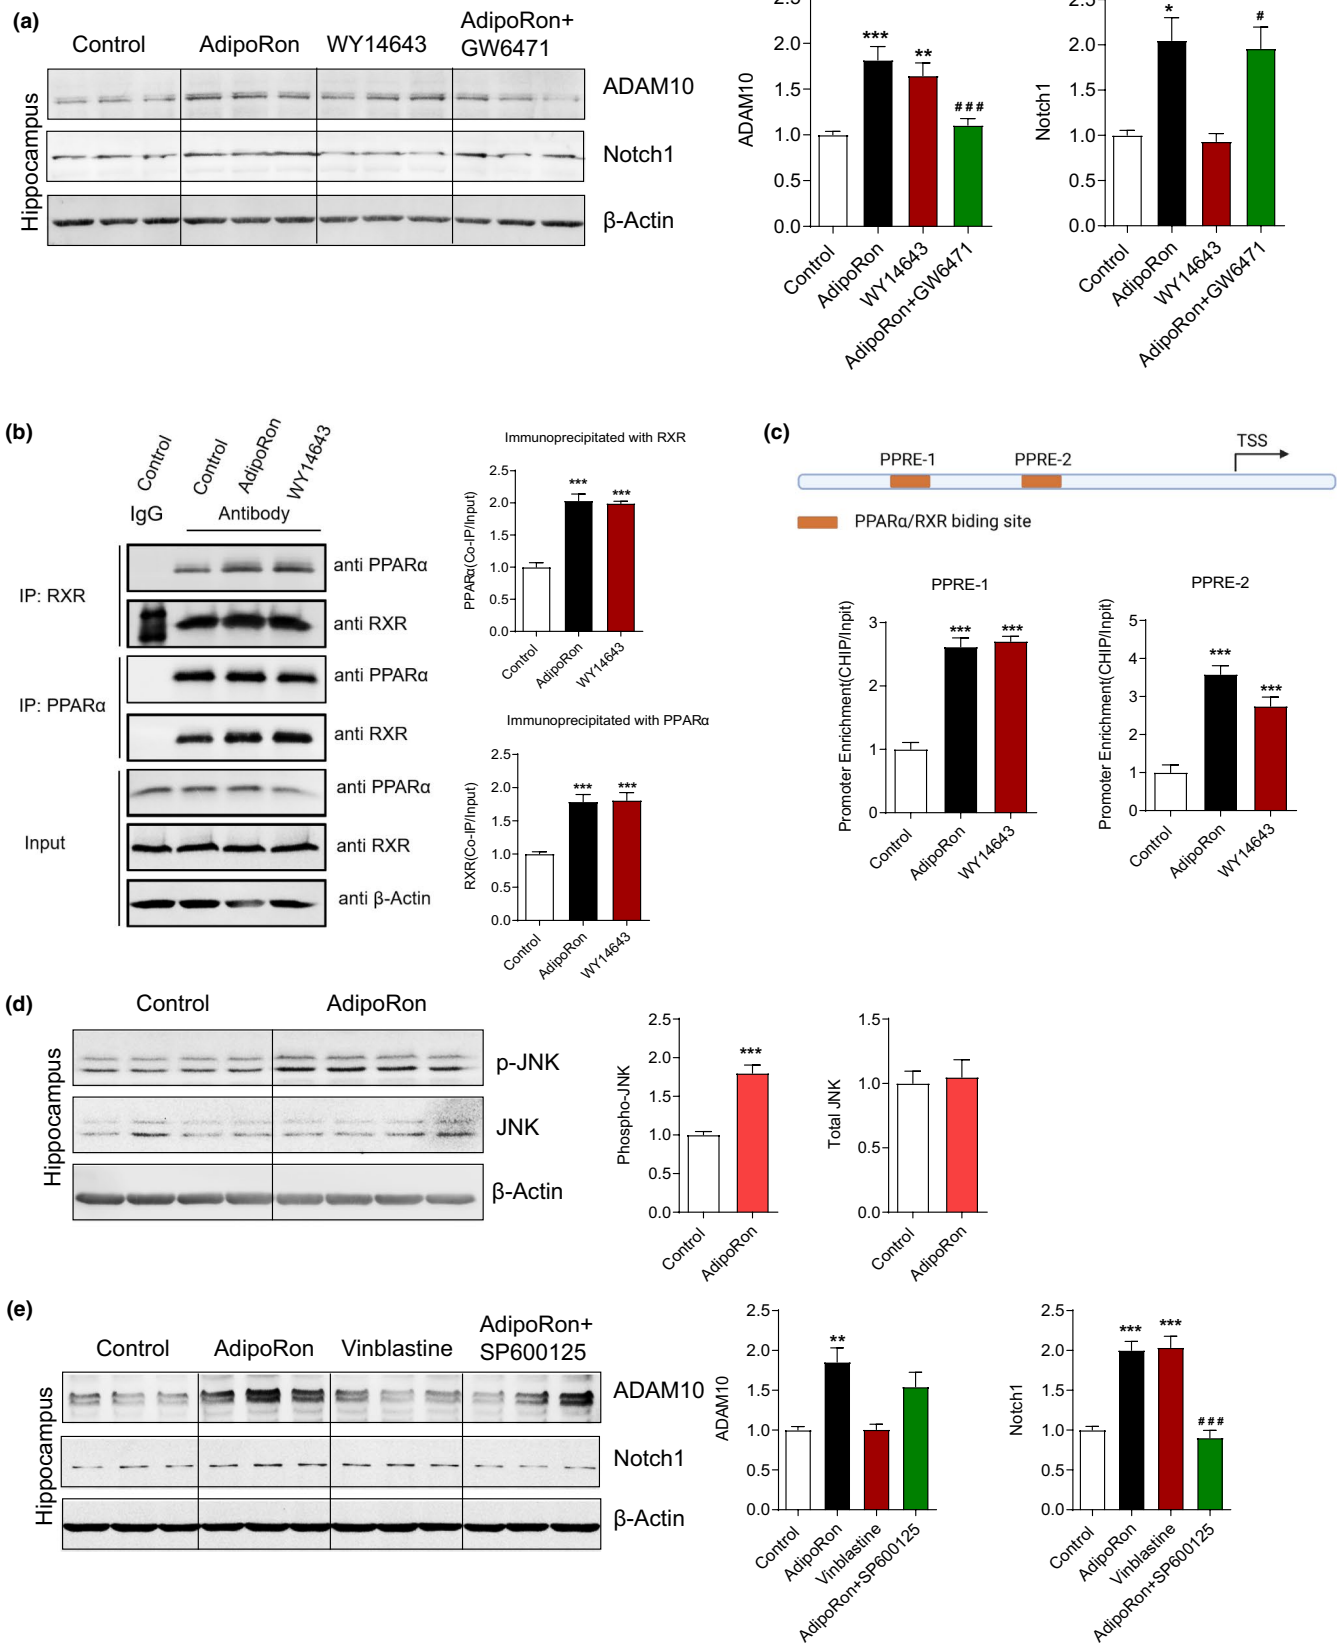 (a)
Control
AdipoRon
WY14643
AdipoRon+
GW6471
Hippocampus
ADAM10
Notch1
β-Actin
ADAM10
2.5
2.0
1.5
1.0
0.5
0.0
***
**
###
Control
AdipoRon
WY14643
AdipoRon+GW6471
Notch1
2.5
2.0
1.5
1.0
0.5
0.0
*
#
Control
AdipoRon
WY14643
AdipoRon+GW6471
(b)
Control
Control
AdipoRon
WY14643
IgG
Antibody
IP: RXR
anti PPARα
anti RXR
IP: PPARα
anti PPARα
anti RXR
Input
anti PPARα
anti RXR
anti β-Actin
Immunoprecipitated with RXR
PPARα(Co-IP/Input)
2.5
2.0
1.5
1.0
0.5
0.0
***
***
Control
AdipoRon
WY14643
Immunoprecipitated with PPARα
RXR(Co-IP/Input)
2.5
2.0
1.5
1.0
0.5
0.0
***
***
Control
AdipoRon
WY14643
(c)
TSS
PPRE-1
PPRE-2
PPARα/RXR biding site
PPRE-1
Promoter Enrichment(CHIP/Inpit)
3
2
1
0
***
***
Control
AdipoRon
WY14643
PPRE-2
Promoter Enrichment(CHIP/Inpit)
5
4
3
2
1
0
***
***
Control
AdipoRon
WY14643
(d)
Control
AdipoRon
Hippocampus
p-JNK
JNK
β-Actin
Phospho-JNK
2.5
2.0
1.5
1.0
0.5
0.0
***
Control
AdipoRon
Total JNK
1.5
1.0
0.5
0.0
Control
AdipoRon
(e)
Control
AdipoRon
Vinblastine
AdipoRon+
SP600125
Hippocampus
ADAM10
Notch1
β-Actin
ADAM10
2.5
2.0
1.5
1.0
0.5
0.0
**
Control
AdipoRon
Vinblastine
AdipoRon+SP600125
Notch1
2.5
2.0
1.5
1.0
0.5
0.0
***
***
###
Control
AdipoRon
Vinblastine
AdipoRon+SP600125